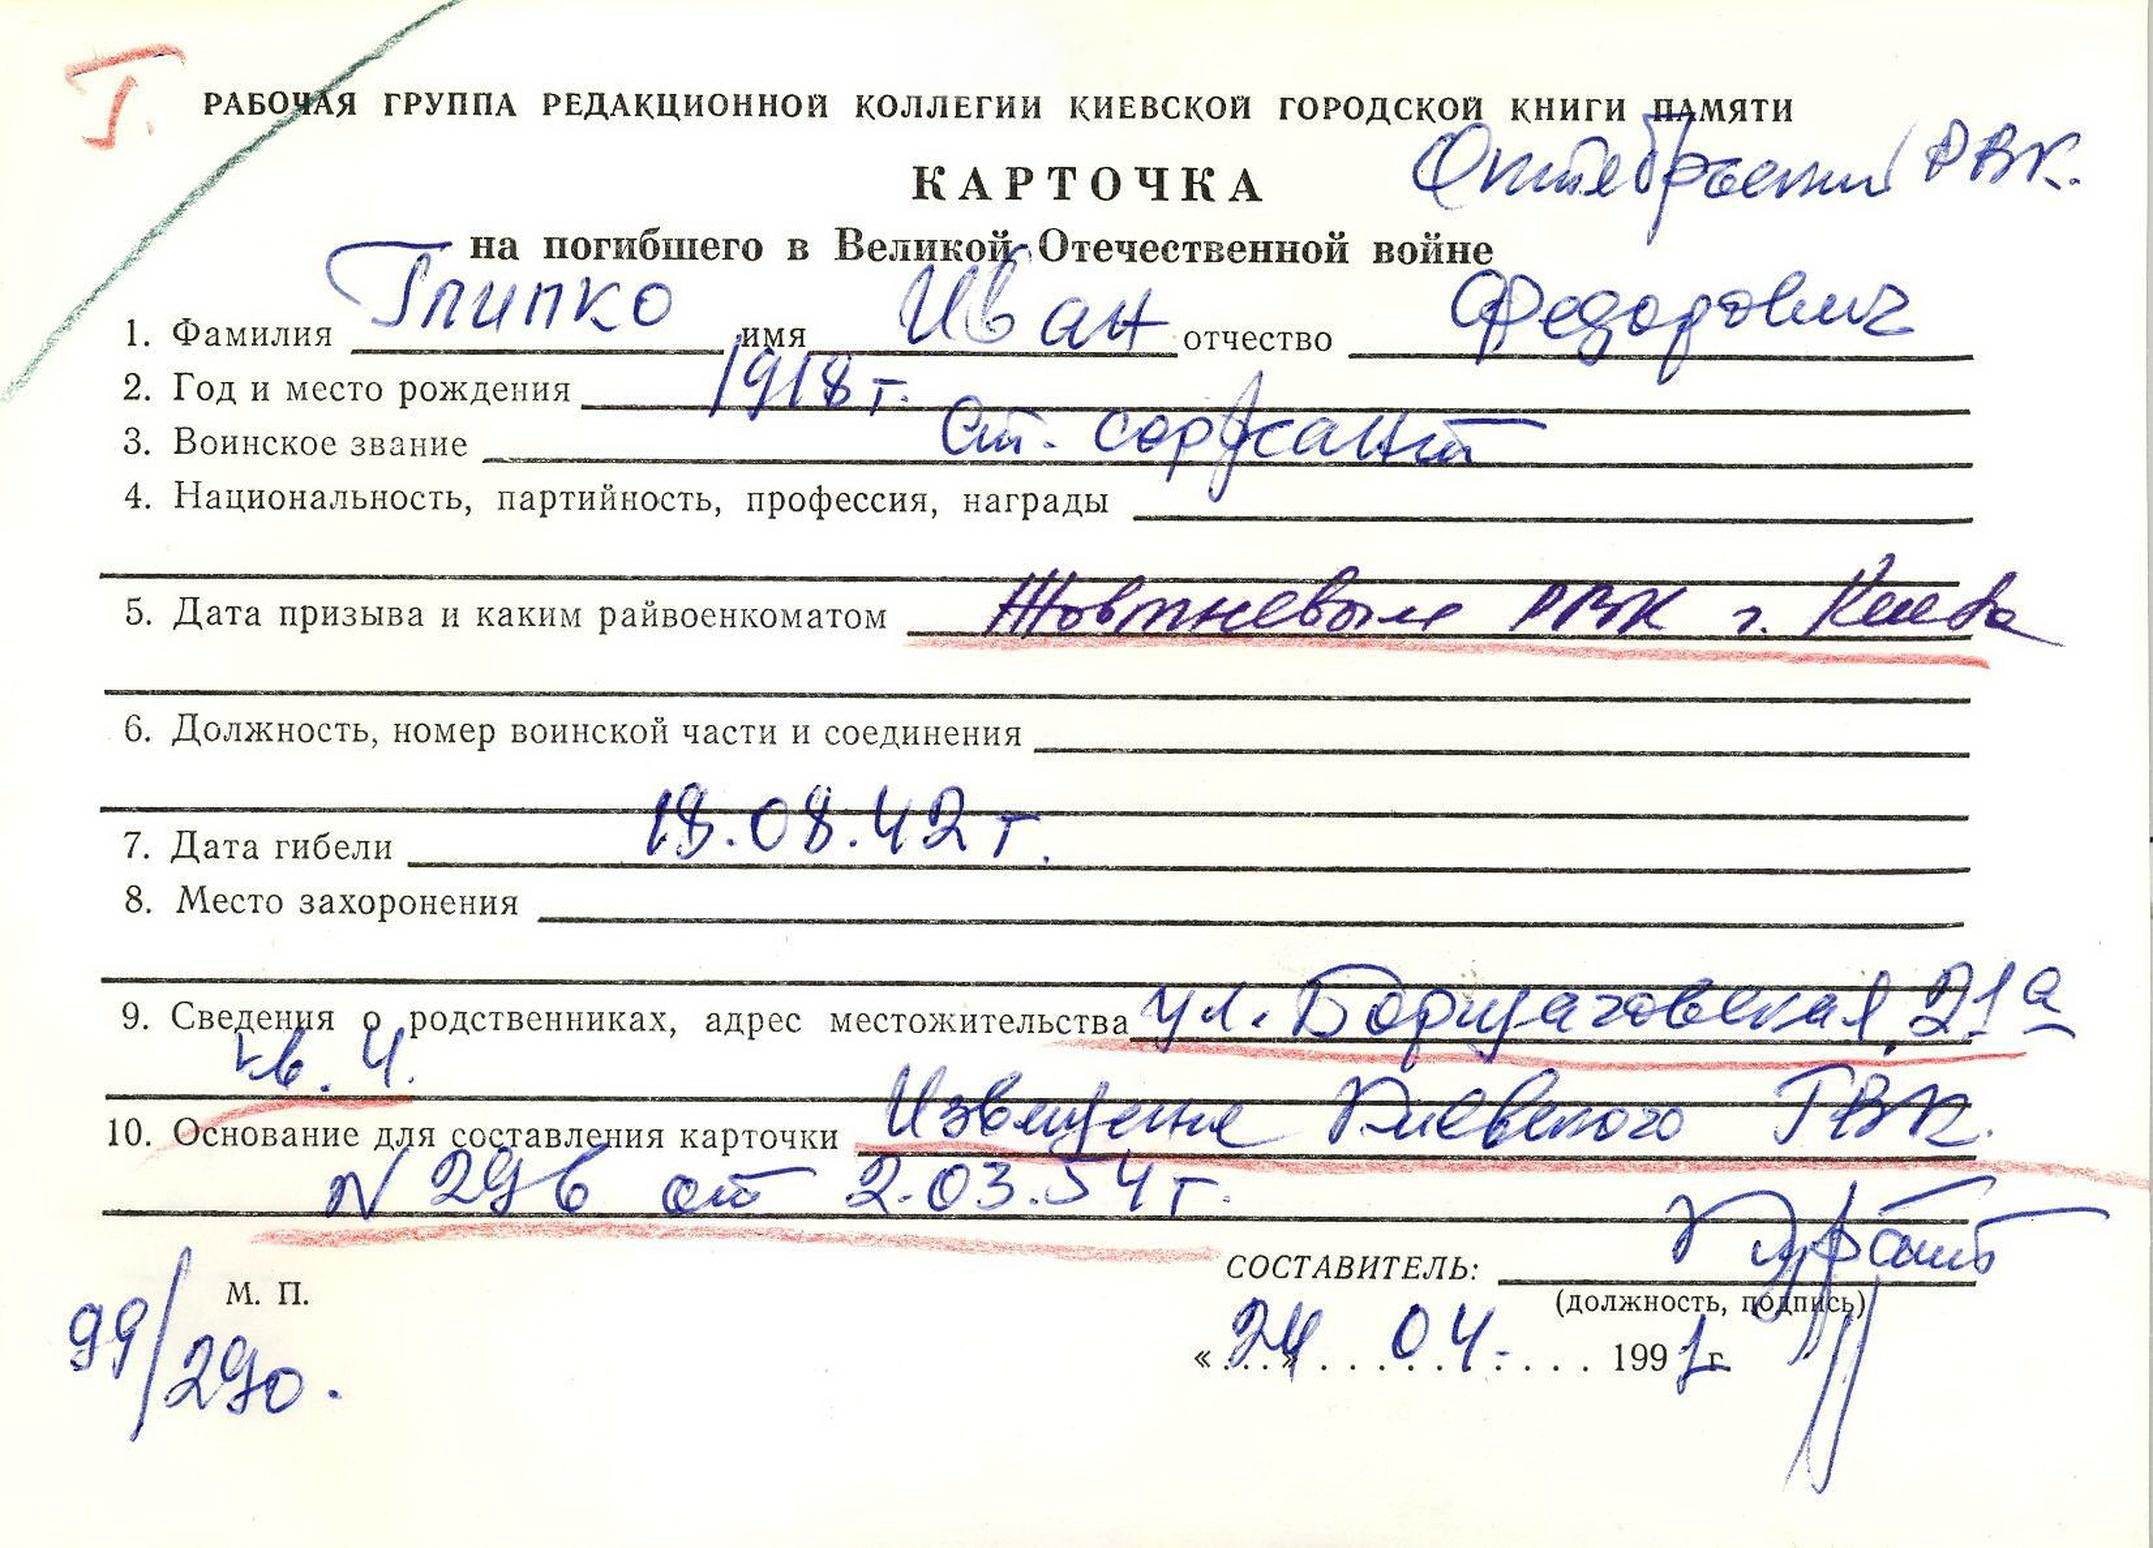 Г.
РАБОЧАЯ ГРУППА РЕДАКЦИОННОЙ КОЛЛЕГИИ КИЕВСКОЙ ГОРОДСКОЙ КНИГИ ПАМЯТИ
Октябрьский РВК.
КАРТОЧКА
на погибшего в Великой Отечественной войне
1. Фамилия Глипко имя Иван отчество Федорович
2. Год и место рождения 1918 г.
3. Воинское звание Ст. сержант
4. Национальность, партийность, профессия, награды
5. Дата призыва и каким райвоенкоматом Жовтневым РВК г. Киева
6. Должность, номер воинской части и соединения
7. Дата гибели 18.08.42 г.
8. Место захоронения
9. Сведения о родственниках, адрес местожительства ул. Борщаговская, 21а
кв. 4.
10. Основание для составления карточки Извещение Киевского ГВК.
N 296 от 2.03.54 г.
СОСТАВИТЕЛЬ:
М. П.
(должность, подпись)
99/290.
«24» 04. 1991 г.